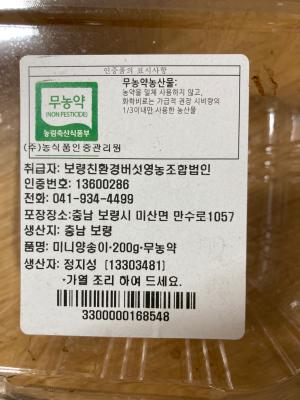 인증품의 표시사항
무농약
(NON PESTICIDE)
농림축산식품부
무농약농산물:
농약을 일체 사용하지 않고,
화학비료는 가급적 권장 시비량의
1/3이내만 사용한 농산물
(주)농식품인증관리원
취급자: 보령친환경버섯영농조합법인
인증번호: 13600286
전화: 041-934-4499
포장장소:충남 보령시 미산면 만수로1057
생산지: 충남 보령
품명: 미니양송이·200g·무농약
생산자: 정지성 [13303481]
·가열 조리 하여 드세요.
3300000168548